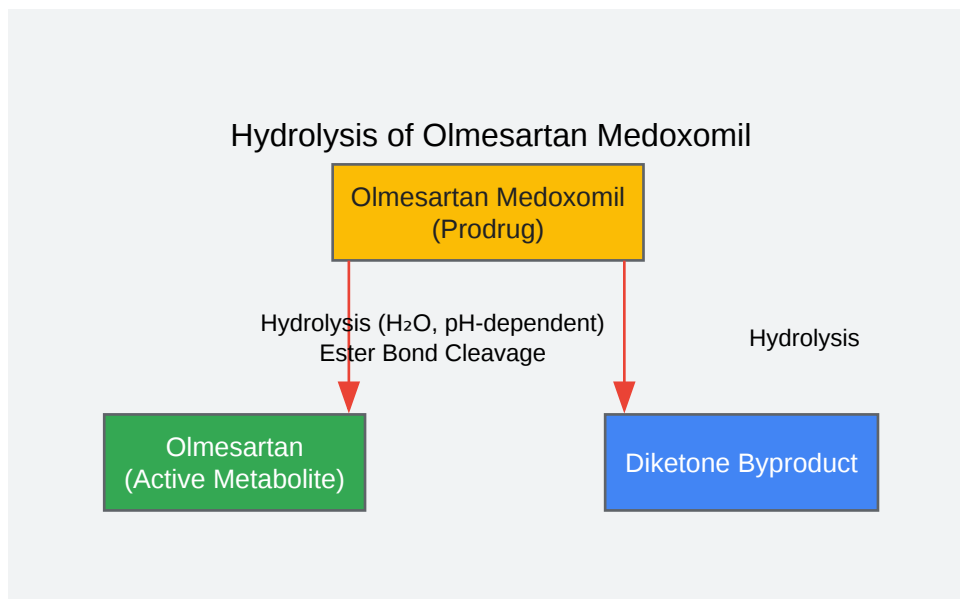 Hydrolysis of Olmesartan Medoxomil
Olmesartan Medoxomil
(Prodrug)
Hydrolysis (H₂O, pH-dependent)
Ester Bond Cleavage
Hydrolysis
Olmesartan
(Active Metabolite)
Diketone Byproduct